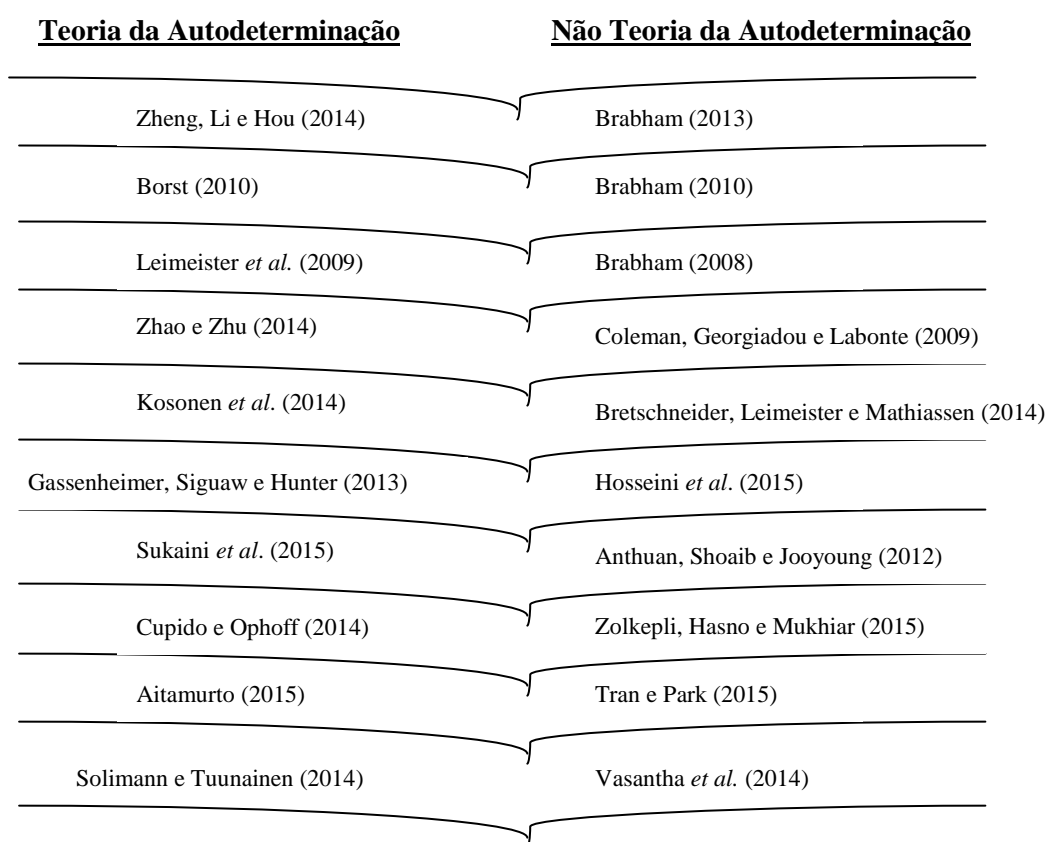 Teoria da Autodeterminação Não Teoria da Autodeterminação
Zheng, Li e Hou (2014) Brabham (2013)
Borst (2010) Brabham (2010)
Leimeister et al. (2009) Brabham (2008)
Zhao e Zhu (2014) Coleman, Georgiadou e Labonte (2009)
Kosonen et al. (2014) Bretschneider, Leimeister e Mathiassen (2014)
Gassenheimer, Siguaw e Hunter (2013) Hosseini et al. (2015)
Sukaini et al. (2015) Anthuan, Shoaib e Jooyoung (2012)
Cupido e Ophoff (2014) Zolkepli, Hasno e Mukhiar (2015)
Aitamurto (2015) Tran e Park (2015)
Solimann e Tuunainen (2014) Vasantha et al. (2014)